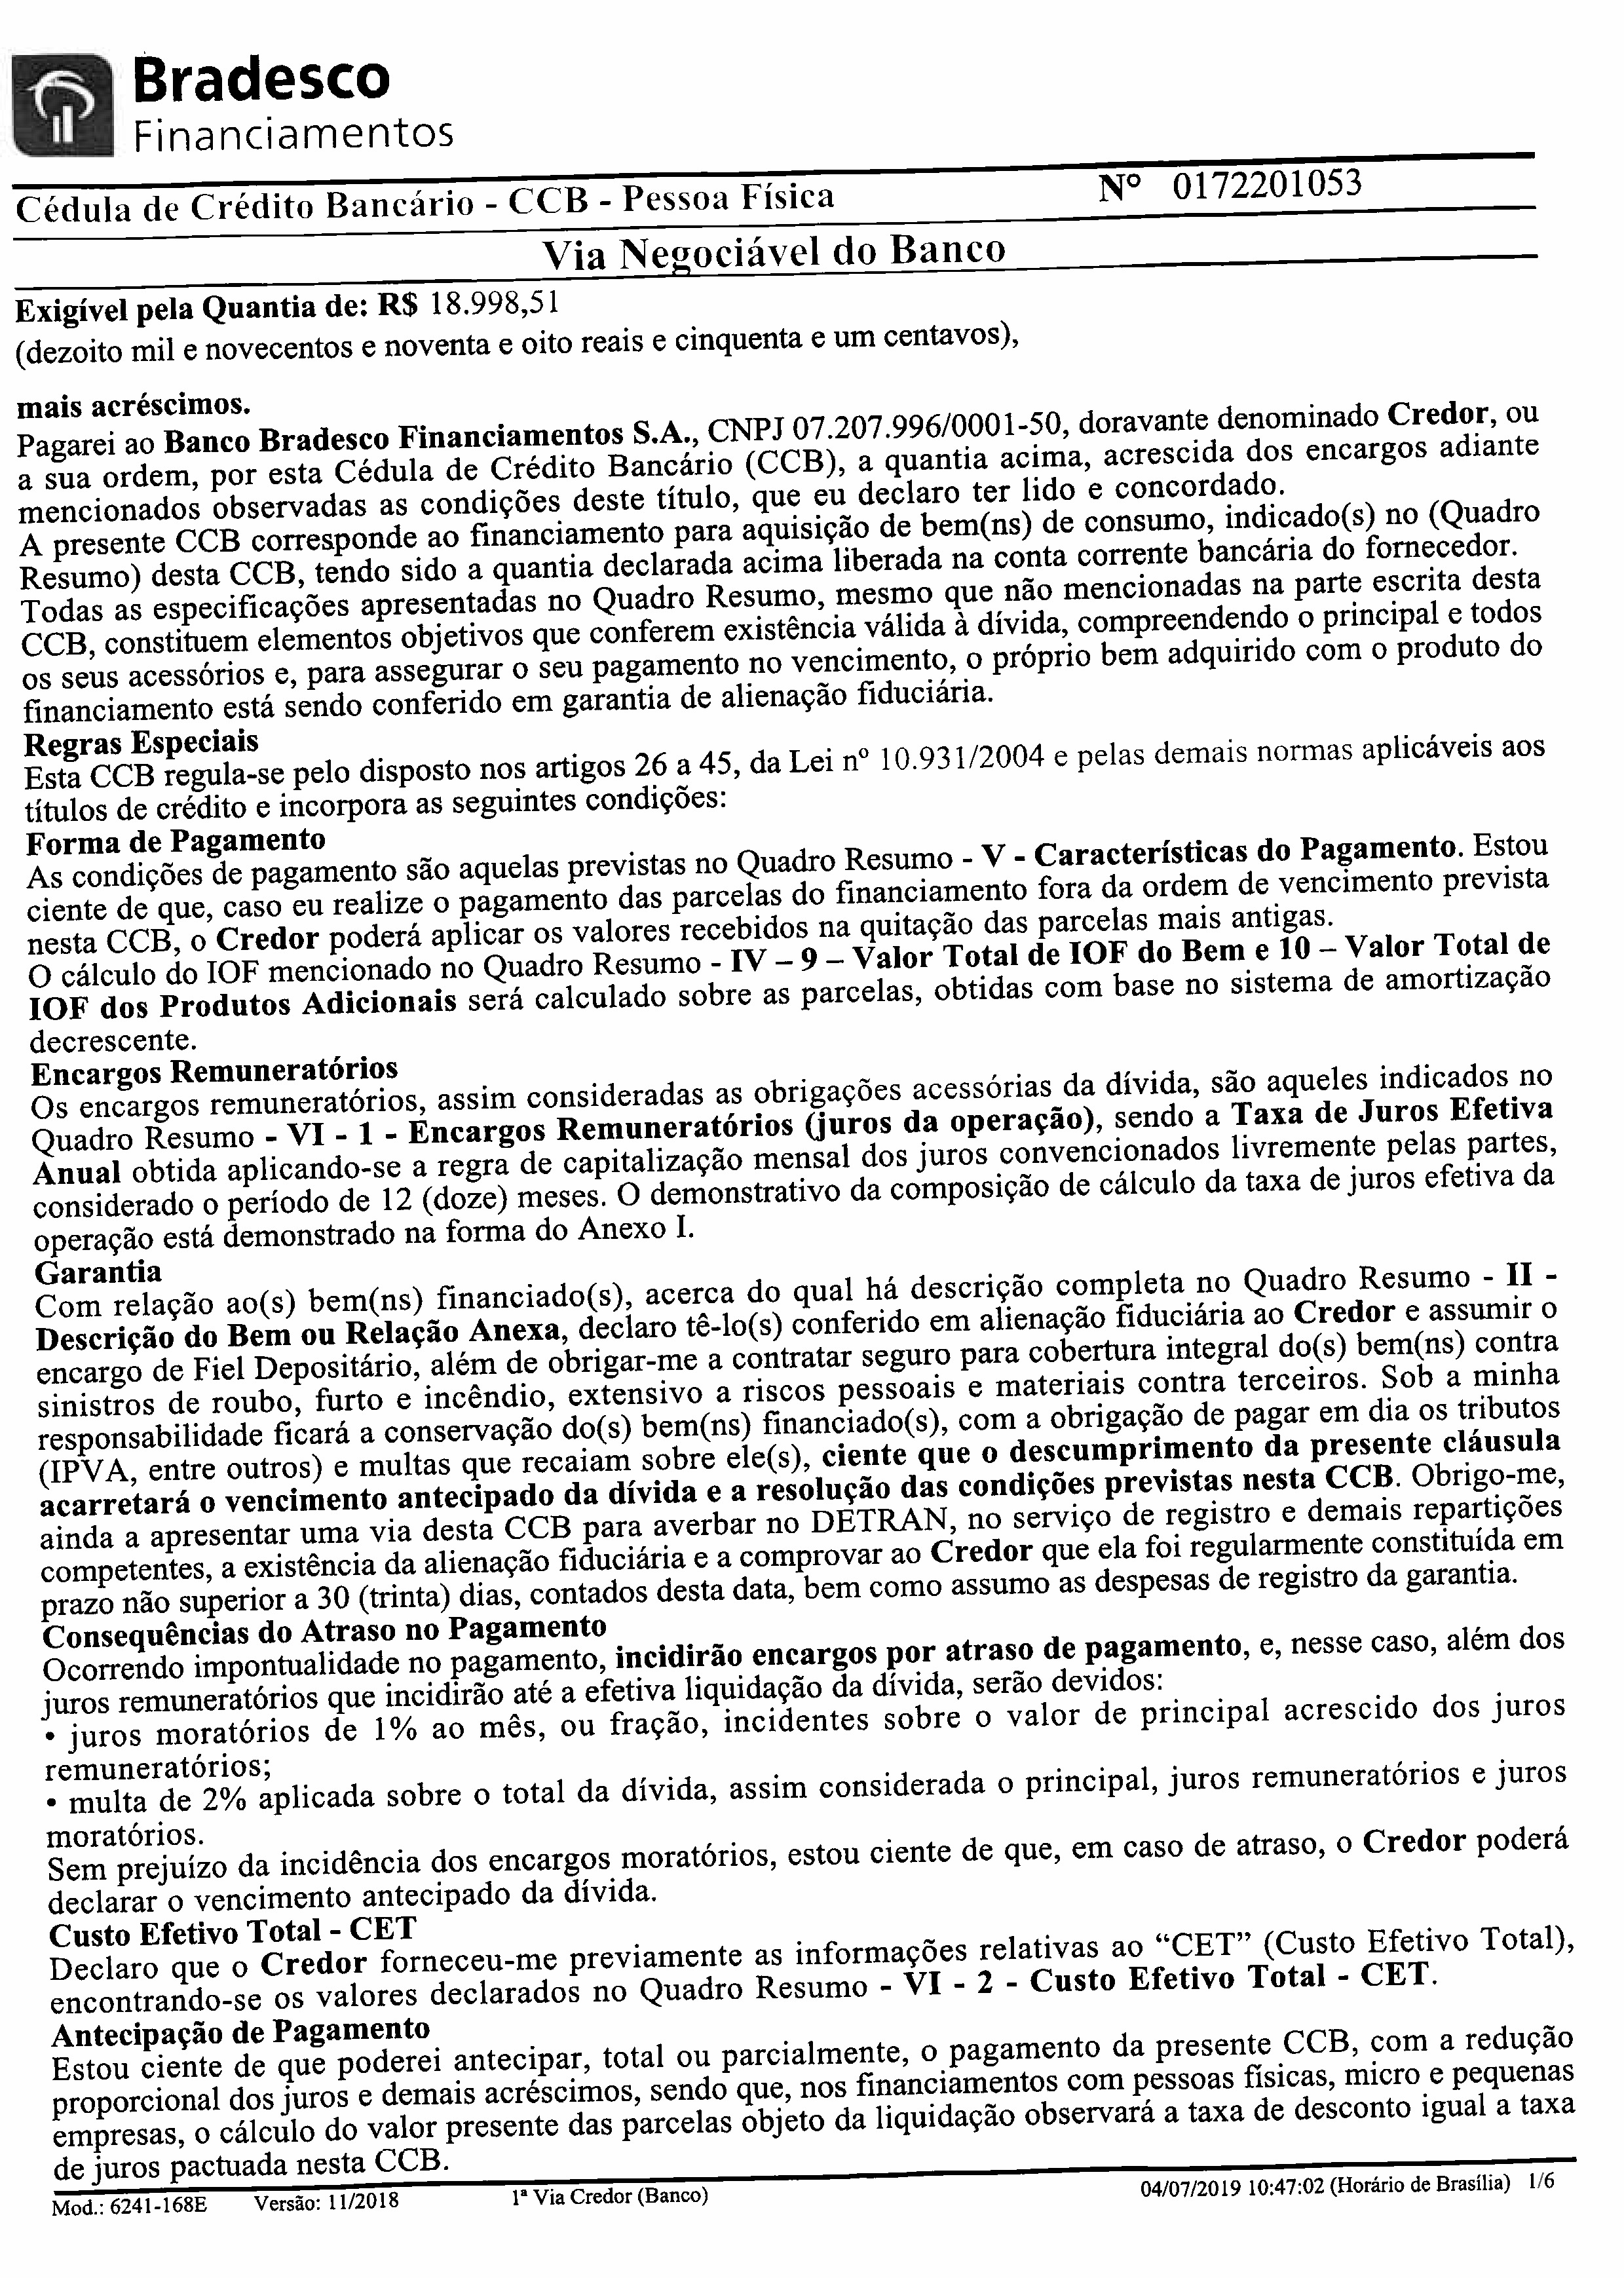 Bradesco
Financiamentos
Cédula de Crédito Bancário - CCB - Pessoa Física Nº 0172201053
Via Negociável do Banco
Exigível pela Quantia de: R$ 18.998,51
(dezoito mil e novecentos e noventa e oito reais e cinquenta e um centavos),
mais acréscimos.
Pagarei ao Banco Bradesco Financiamentos S.A., CNPJ 07.207.996/0001-50, doravante denominado Credor, ou
a sua ordem, por esta Cédula de Crédito Bancário (CCB), a quantia acima, acrescida dos encargos adiante
mencionados observadas as condições deste título, que eu declaro ter lido e concordado.
A presente CCB corresponde ao financiamento para aquisição de bem(ns) de consumo, indicado(s) no (Quadro
Resumo) desta CCB, tendo sido a quantia declarada acima liberada na conta corrente bancária do fornecedor.
Todas as especificações apresentadas no Quadro Resumo, mesmo que não mencionadas na parte escrita desta
CCB, constituem elementos objetivos que conferem existência válida à dívida, compreendendo o principal e todos
os seus acessórios e, para assegurar o seu pagamento no vencimento, o próprio bem adquirido com o produto do
financiamento está sendo conferido em garantia de alienação fiduciária.
Regras Especiais
Esta CCB regula-se pelo disposto nos artigos 26 a 45, da Lei nº 10.931/2004 e pelas demais normas aplicáveis aos
títulos de crédito e incorpora as seguintes condições:
Forma de Pagamento
As condições de pagamento são aquelas previstas no Quadro Resumo - V - Características do Pagamento. Estou
ciente de que, caso eu realize o pagamento das parcelas do financiamento fora da ordem de vencimento prevista
nesta CCB, o Credor poderá aplicar os valores recebidos na quitação das parcelas mais antigas.
O cálculo do IOF mencionado no Quadro Resumo - IV – 9 – Valor Total de IOF do Bem e 10 – Valor Total de
IOF dos Produtos Adicionais será calculado sobre as parcelas, obtidas com base no sistema de amortização
decrescente.
Encargos Remuneratórios
Os encargos remuneratórios, assim consideradas as obrigações acessórias da dívida, são aqueles indicados no
Quadro Resumo - VI - 1 - Encargos Remuneratórios (juros da operação), sendo a Taxa de Juros Efetiva
Anual obtida aplicando-se a regra de capitalização mensal dos juros convencionados livremente pelas partes,
considerado o período de 12 (doze) meses. O demonstrativo da composição de cálculo da taxa de juros efetiva da
operação está demonstrado na forma do Anexo I.
Garantia
Com relação ao(s) bem(ns) financiado(s), acerca do qual há descrição completa no Quadro Resumo - II -
Descrição do Bem ou Relação Anexa, declaro tê-lo(s) conferido em alienação fiduciária ao Credor e assumir o
encargo de Fiel Depositário, além de obrigar-me a contratar seguro para cobertura integral do(s) bem(ns) contra
sinistros de roubo, furto e incêndio, extensivo a riscos pessoais e materiais contra terceiros. Sob a minha
responsabilidade ficará a conservação do(s) bem(ns) financiado(s), com a obrigação de pagar em dia os tributos
(IPVA, entre outros) e multas que recaiam sobre ele(s), ciente que o descumprimento da presente cláusula
acarretará o vencimento antecipado da dívida e a resolução das condições previstas nesta CCB. Obrigo-me,
ainda a apresentar uma via desta CCB para averbar no DETRAN, no serviço de registro e demais repartições
competentes, a existência da alienação fiduciária e a comprovar ao Credor que ela foi regularmente constituída em
prazo não superior a 30 (trinta) dias, contados desta data, bem como assumo as despesas de registro da garantia.
Consequências do Atraso no Pagamento
Ocorrendo impontualidade no pagamento, incidirão encargos por atraso de pagamento, e, nesse caso, além dos
juros remuneratórios que incidirão até a efetiva liquidação da dívida, serão devidos:
• juros moratórios de 1% ao mês, ou fração, incidentes sobre o valor de principal acrescido dos juros
remuneratórios;
• multa de 2% aplicada sobre o total da dívida, assim considerada o principal, juros remuneratórios e juros
moratórios.
Sem prejuízo da incidência dos encargos moratórios, estou ciente de que, em caso de atraso, o Credor poderá
declarar o vencimento antecipado da dívida.
Custo Efetivo Total - CET
Declaro que o Credor forneceu-me previamente as informações relativas ao “CET” (Custo Efetivo Total),
encontrando-se os valores declarados no Quadro Resumo - VI - 2 - Custo Efetivo Total - CET.
Antecipação de Pagamento
Estou ciente de que poderei antecipar, total ou parcialmente, o pagamento da presente CCB, com a redução
proporcional dos juros e demais acréscimos, sendo que, nos financiamentos com pessoas físicas, micro e pequenas
empresas, o cálculo do valor presente das parcelas objeto da liquidação observará a taxa de desconto igual a taxa
de juros pactuada nesta CCB.
Mod.: 6241-168E Versão: 11/2018 1ª Via Credor (Banco) 04/07/2019 10:47:02 (Horário de Brasília) 1/6